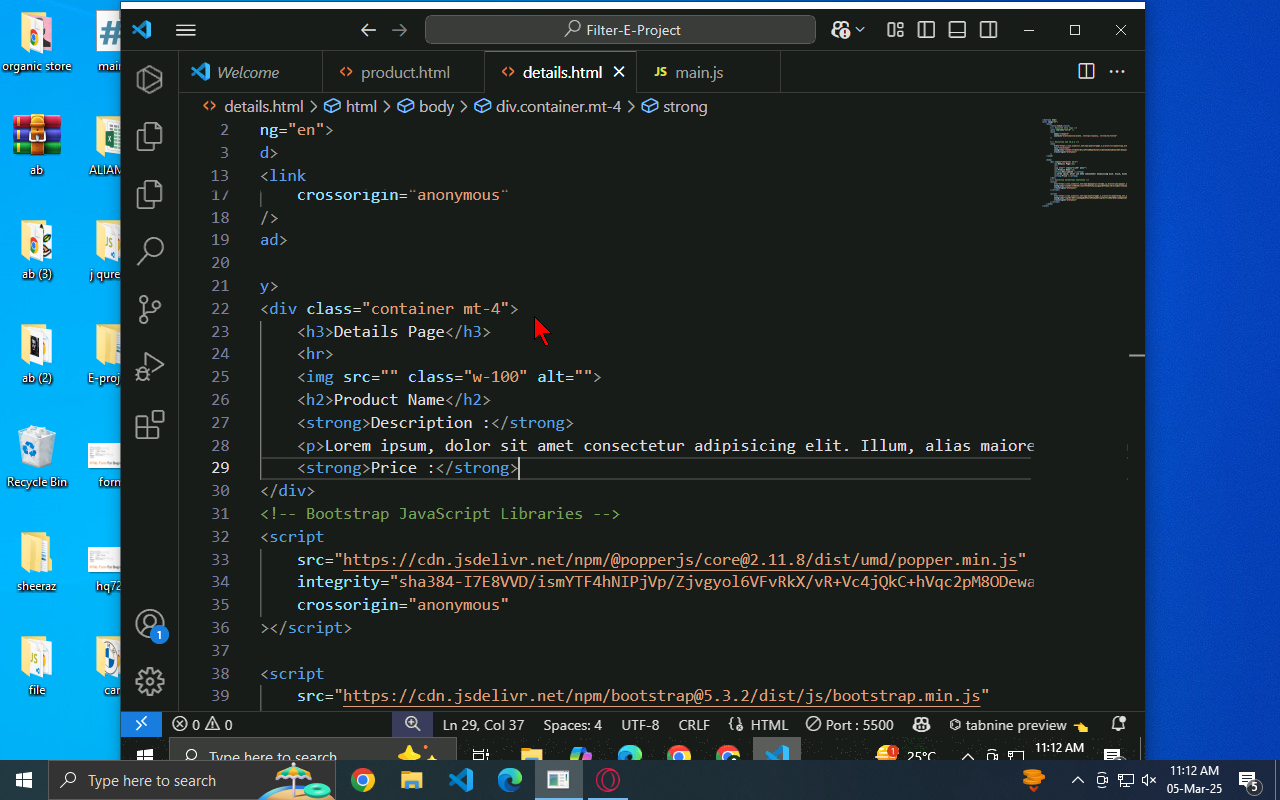 Filter-E-Project
Welcome
product.html
details.html
JS main.js
details.html > html > body > div.container.mt-4 > strong
2 ng="en">
3 d>
13 <link
17 crossorigin="anonymous"
18 />
19 ad>
20
21 y>
22 <div class="container mt-4">
23 <h3>Details Page</h3>
24 <hr>
25 <img src="" class="w-100" alt="">
26 <h2>Product Name</h2>
27 <strong>Description :</strong>
28 <p>Lorem ipsum, dolor sit amet consectetur adipisicing elit. Illum, alias maiore
29 <strong>Price :</strong>
30 </div>
31 <!-- Bootstrap JavaScript Libraries -->
32 <script
33 src="https://cdn.jsdelivr.net/npm/@popperjs/core@2.11.8/dist/umd/popper.min.js"
34 integrity="sha384-I7E8VVD/ismYTF4hNIPjVp/Zjvgyol6VFvRkX/vR+Vc4jQkC+hVqc2pM8ODewa
35 crossorigin="anonymous"
36 ></script>
37
38 <script
39 src="https://cdn.jsdelivr.net/npm/bootstrap@5.3.2/dist/js/bootstrap.min.js"
1
0 0 Ln 29, Col 37 Spaces: 4 UTF-8 CRLF {} HTML Port : 5500 tabnine preview
Type here to search
1
25°C
11:12 AM
organic store
main
ab
ALIAM
ab (3)
j qure
ab (2)
E-proj
Recycle Bin
form
sheeraz
hq72
file
car
Type here to search
11:12 AM
05-Mar-25
5